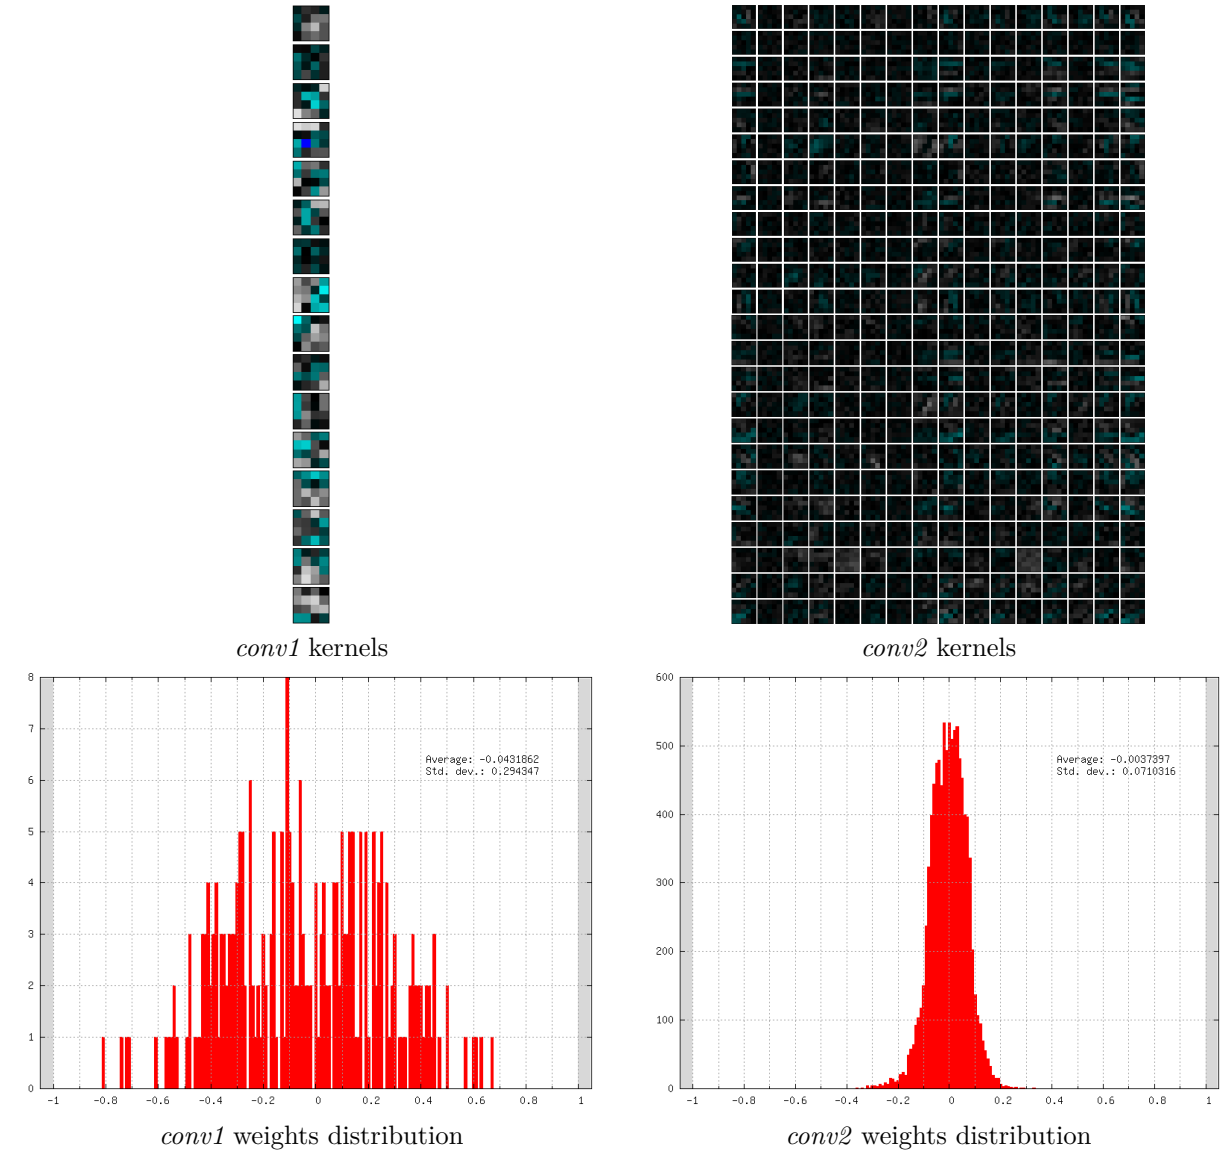 conv1 kernels
conv2 kernels
8
7
6
5
4
3
2
1
0
Average: -0.0431862
Std. dev.: 0.294347
-1 -0.8 -0.6 -0.4 -0.2 0 0.2 0.4 0.6 0.8 1
600
500
400
300
200
100
0
Average: -0.0037397
Std. dev.: 0.0710316
-1 -0.8 -0.6 -0.4 -0.2 0 0.2 0.4 0.6 0.8 1
conv1 weights distribution
conv2 weights distribution